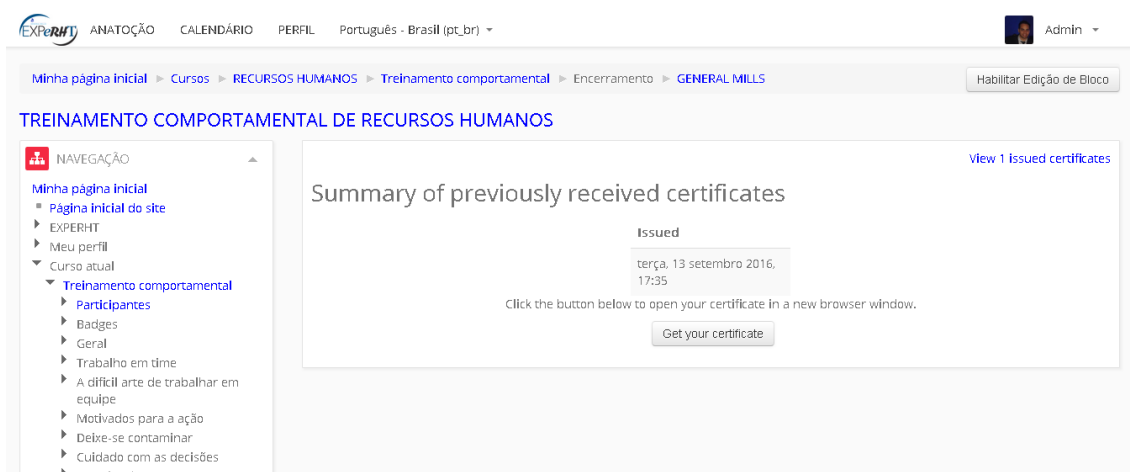 EXPeRHT ANATOÇÃO CALENDÁRIO PERFIL Português - Brasil (pt_br) Admin
Minha página inicial Cursos RECURSOS HUMANOS Treinamento comportamental Encerramento GENERAL MILLS Habilitar Edição de Bloco
TREINAMENTO COMPORTAMENTAL DE RECURSOS HUMANOS
NAVEGAÇÃO
Minha página inicial
Página inicial do site
EXPERHT
Meu perfil
Curso atual
Treinamento comportamental
Participantes
Badges
Geral
Trabalho em time
A dificil arte de trabalhar em
equipe
Motivados para a ação
Deixe-se contaminar
Cuidado com as decisões
View 1 issued certificates
Summary of previously received certificates
Issued
terça, 13 setembro 2016,
17:35
Click the button below to open your certificate in a new browser window.
Get your certificate